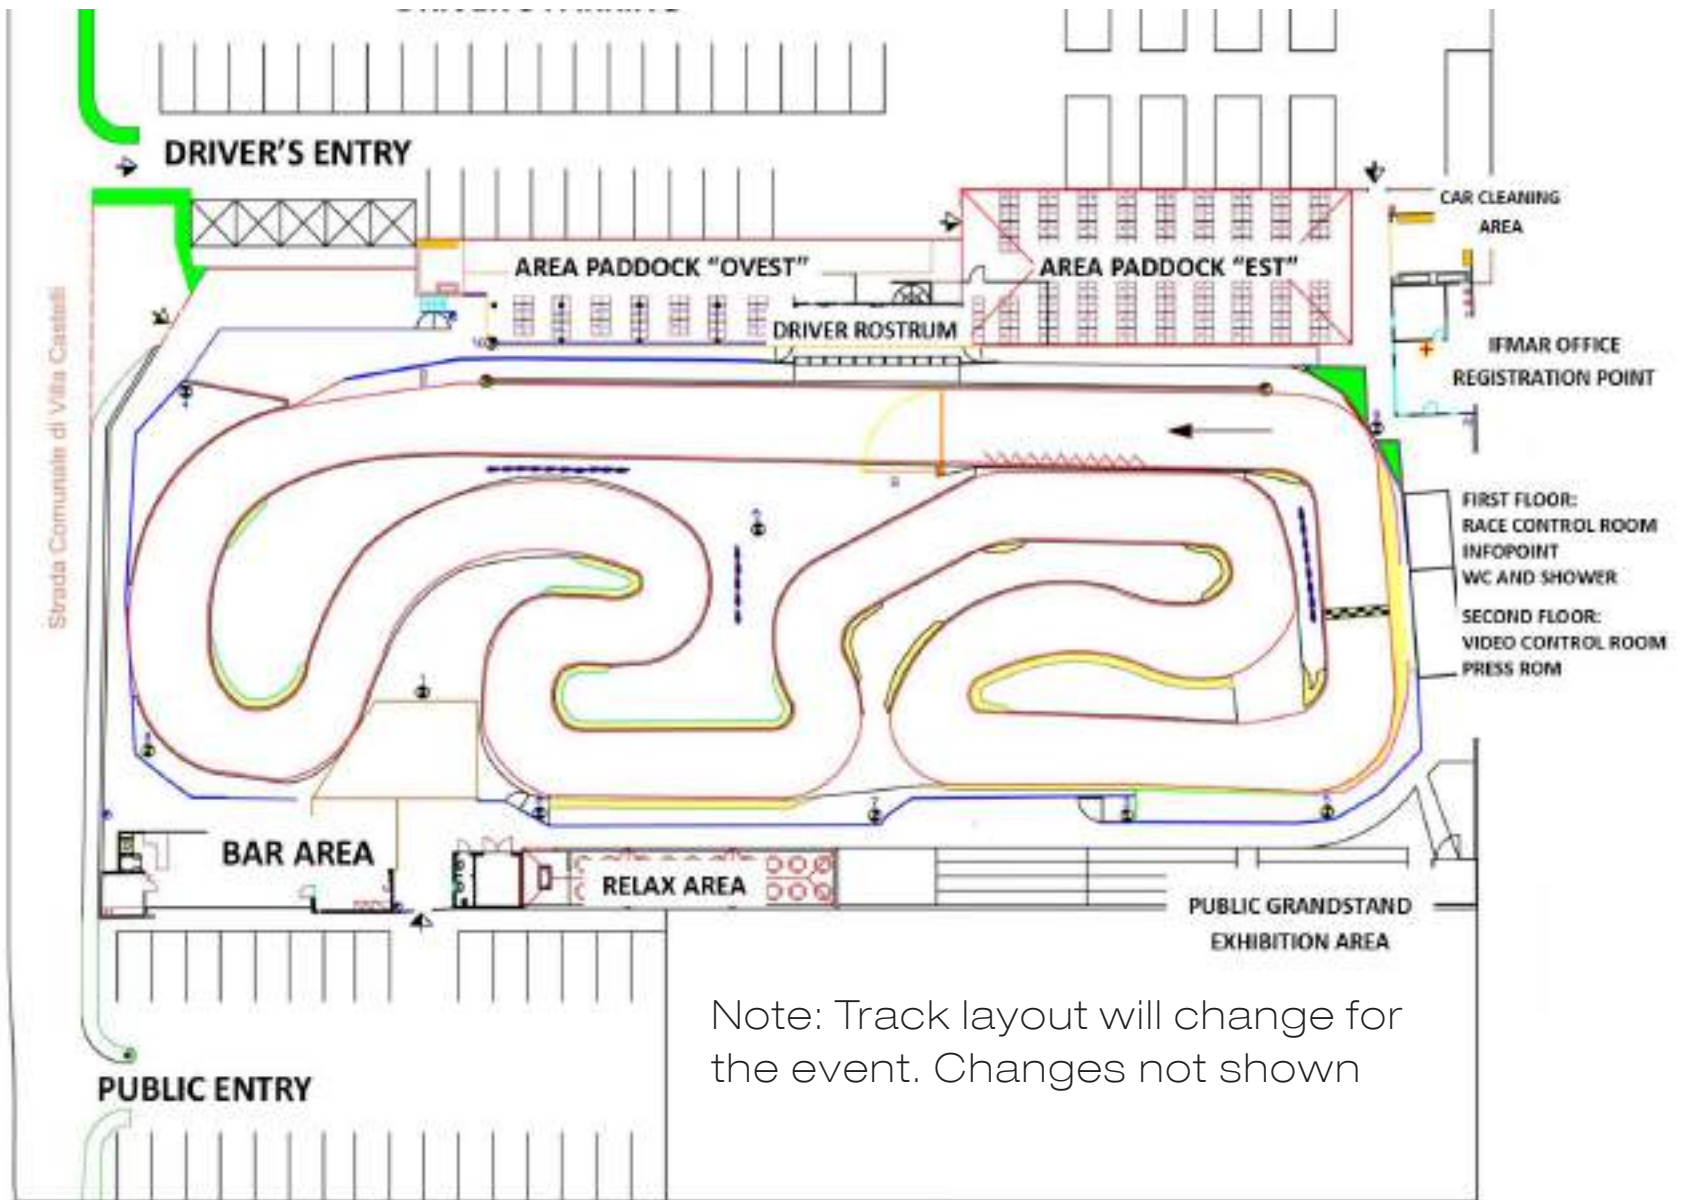 DRIVER'S ENTRY
CAR CLEANING
AREA
AREA PADDOCK "OVEST"
AREA PADDOCK "EST"
DRIVER ROSTRUM
Strada Comunale di Villa Castelli
IFMAR OFFICE
REGISTRATION POINT
FIRST FLOOR:
RACE CONTROL ROOM
INFOPOINT
WC AND SHOWER
SECOND FLOOR:
VIDEO CONTROL ROOM
PRESS ROM
BAR AREA
RELAX AREA
PUBLIC GRANDSTAND
EXHIBITION AREA
Note: Track layout will change for
the event. Changes not shown
PUBLIC ENTRY